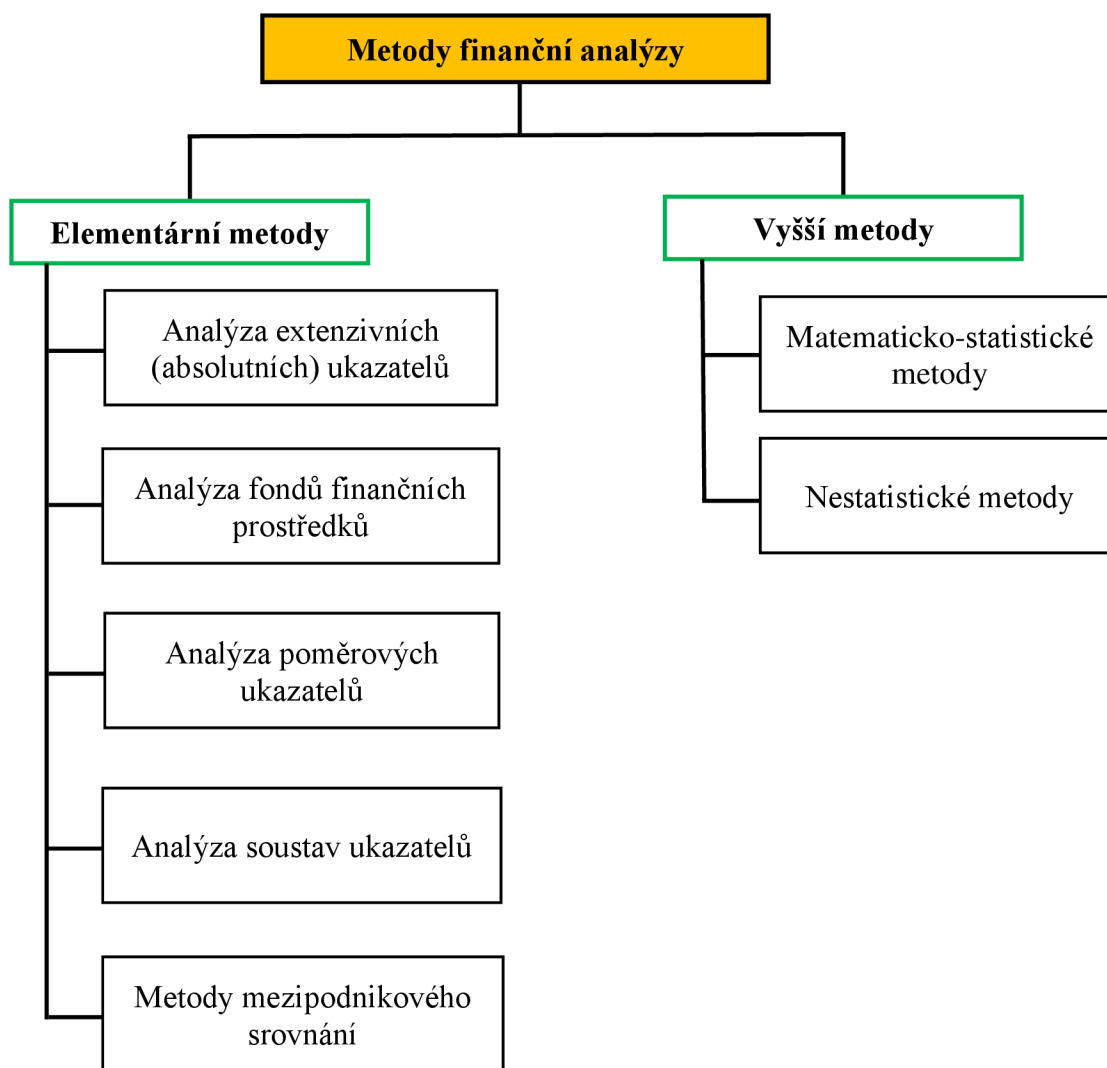 Metody finanční analýzy
Elementární metody
Analýza extenzivních
(absolutních) ukazatelů
Analýza fondů finančních
prostředků
Analýza poměrových
ukazatelů
Analýza soustav ukazatelů
Metody mezipodnikového
srovnání
Vyšší metody
Matematicko-statistické
metody
Nestatistické metody